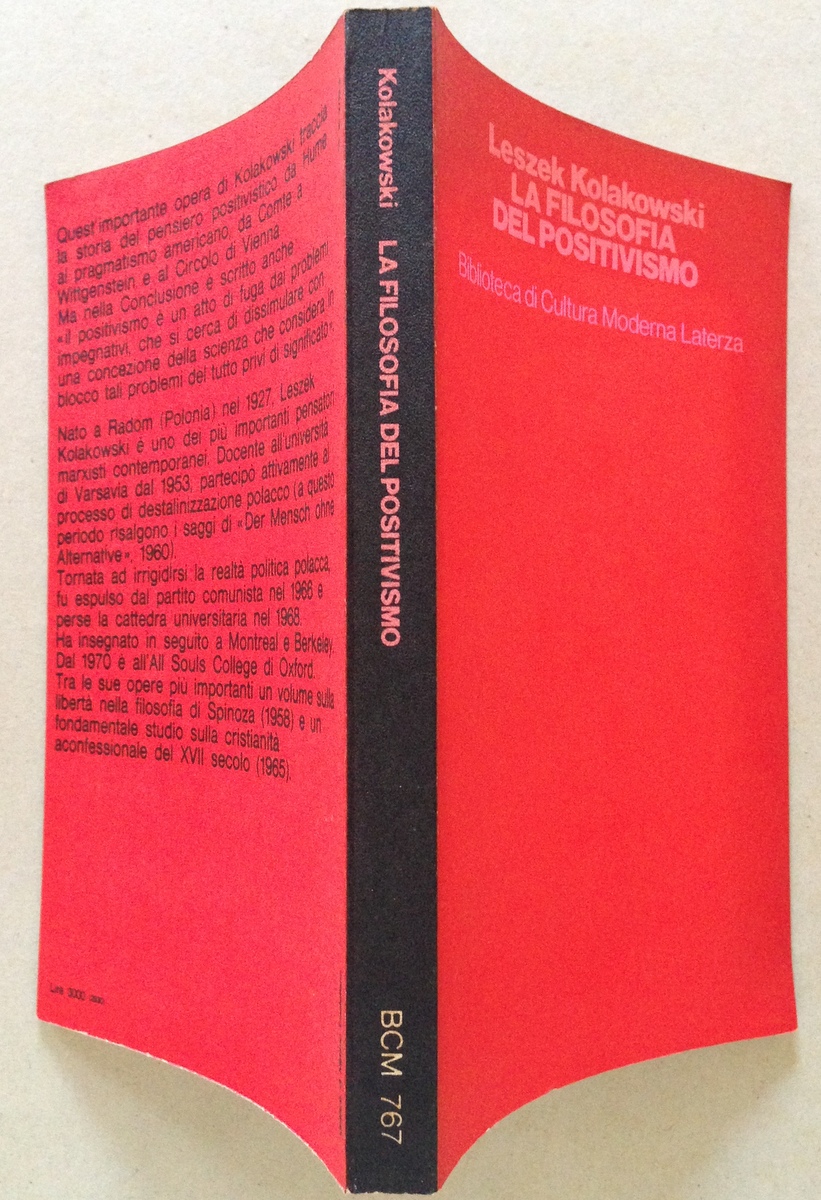 Quest'importante opera di Kolakowski traccia
la storia del pensiero positivistico da Hume
al pragmatismo americano, da Comte a
Wittgenstein e al Circolo di Vienna.
Ma nella Conclusione è scritto anche:
«il positivismo è un atto di fuga dai problemi
impegnativi, che si cerca di dissimulare con
una concezione della scienza che considera in
blocco tali problemi del tutto privi di significato».
Nato a Radom (Polonia) nel 1927, Leszek
Kolakowski è uno dei più importanti pensatori
marxisti contemporanei. Docente all'università
di Varsavia dal 1953, partecipò attivamente al
processo di destalinizzazione polacco (a questo
periodo risalgono i saggi di «Der Mensch ohne
Alternative», 1960).
Tornata ad irrigidirsi la realtà politica polacca,
fu espulso dal partito comunista nel 1966 e
perse la cattedra universitaria nel 1968.
Ha insegnato in seguito a Montreal e Berkeley.
Dal 1970 è all'All Souls College di Oxford.
Tra le sue opere più importanti un volume sulla
libertà nella filosofia di Spinoza (1958) e un
fondamentale studio sulla cristianità
aconfessionale del XVII secolo (1965).
Lire 3000
Kolakowski LA FILOSOFIA DEL POSITIVISMO
BCM 767
Leszek Kolakowski
LA FILOSOFIA
DEL POSITIVISMO
Biblioteca di Cultura Moderna Laterza